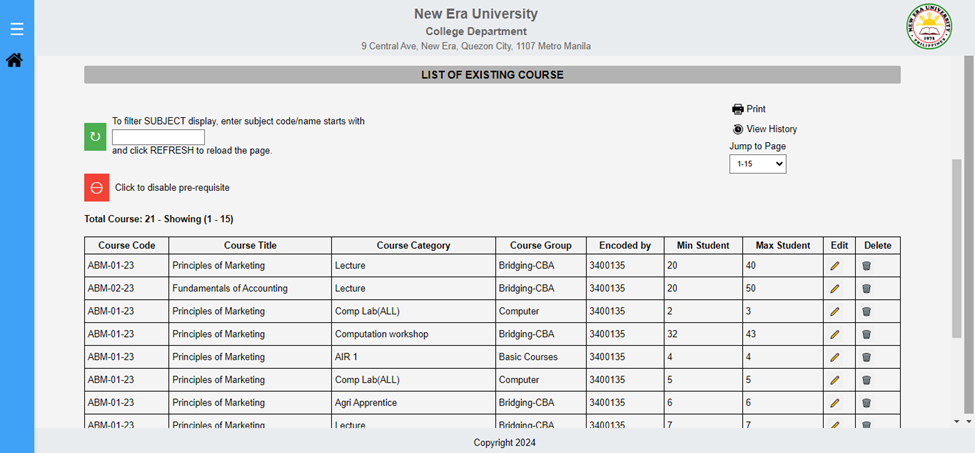 New Era University
College Department
9 Central Ave, New Era, Quezon City, 1107 Metro Manila
NEW ERA UNIVERSITY
1975
PHILIPPINES
LIST OF EXISTING COURSE
To filter SUBJECT display, enter subject code/name starts with
and click REFRESH to reload the page.
Print
View History
Jump to Page
1-15
Click to disable pre-requisite
Total Course: 21 - Showing (1 - 15)
Course Code Course Title Course Category Course Group Encoded by Min Student Max Student Edit Delete
ABM-01-23 Principles of Marketing Lecture Bridging-CBA 3400135 20 40
ABM-02-23 Fundamentals of Accounting Lecture Bridging-CBA 3400135 20 50
ABM-01-23 Principles of Marketing Comp Lab(ALL) Computer 3400135 2 3
ABM-01-23 Principles of Marketing Computation workshop Bridging-CBA 3400135 32 43
ABM-01-23 Principles of Marketing AIR 1 Basic Courses 3400135 4 4
ABM-01-23 Principles of Marketing Comp Lab(ALL) Computer 3400135 5 5
ABM-01-23 Principles of Marketing Agri Apprentice Bridging-CBA 3400135 6 6
ABM-01-23 Principles of Marketing Lecture Bridging-CBA 3400135 7 7
Copyright 2024